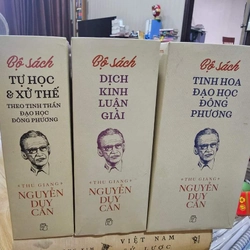 Bộ sách
TỰ HỌC
& XỬ THẾ
THEO TINH THẦN
ĐẠO HỌC
ĐÔNG PHƯƠNG
THU GIANG
NGUYỄN
DUY
CẦN
Bộ sách
DỊCH
KINH
LUẬN
GIẢI
THU GIANG
NGUYỄN
DUY
CẦN
Bộ sách
TINH HOA
ĐẠO HỌC
ĐÔNG
PHƯƠNG
THU GIANG
NGUYỄN
DUY
CẦN
VIỆT NAM